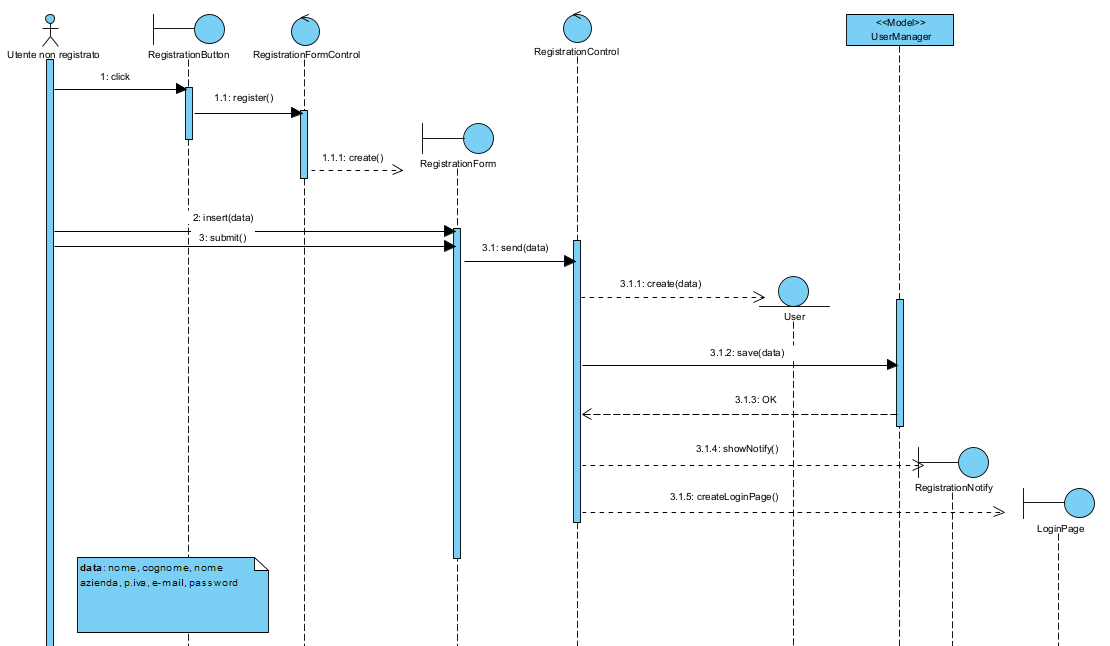 <<Model>>
UserManager
RegistrationControl
Utente non registrato
RegistrationButton
RegistrationFormControl
1: click
1.1: register()
1.1.1: create()
RegistrationForm
2: insert(data)
3: submit()
3.1: send(data)
3.1.1: create(data)
User
3.1.2: save(data)
3.1.3: OK
3.1.4: showNotify()
RegistrationNotify
3.1.5: createLoginPage()
LoginPage
data: nome, cognome, nome
azienda, p.iva, e-mail, password